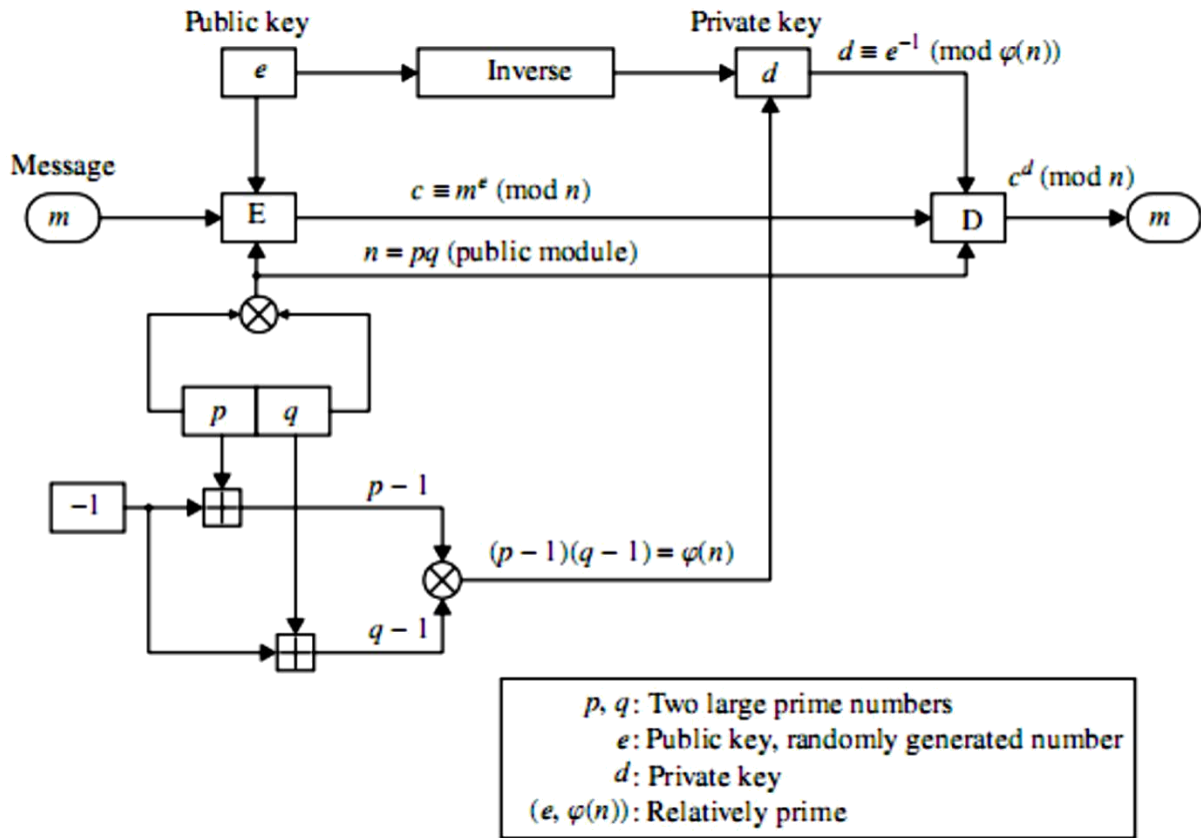 Public key
Private key
e
Inverse
d
d ≡ e⁻¹ (mod φ(n))
Message
m
E
c ≡ mᵉ (mod n)
D
cᵈ (mod n)
m
n = pq (public module)
p
q
−1
p − 1
(p − 1)(q − 1) = φ(n)
q − 1
p, q: Two large prime numbers
e: Public key, randomly generated number
d: Private key
(e, φ(n)): Relatively prime